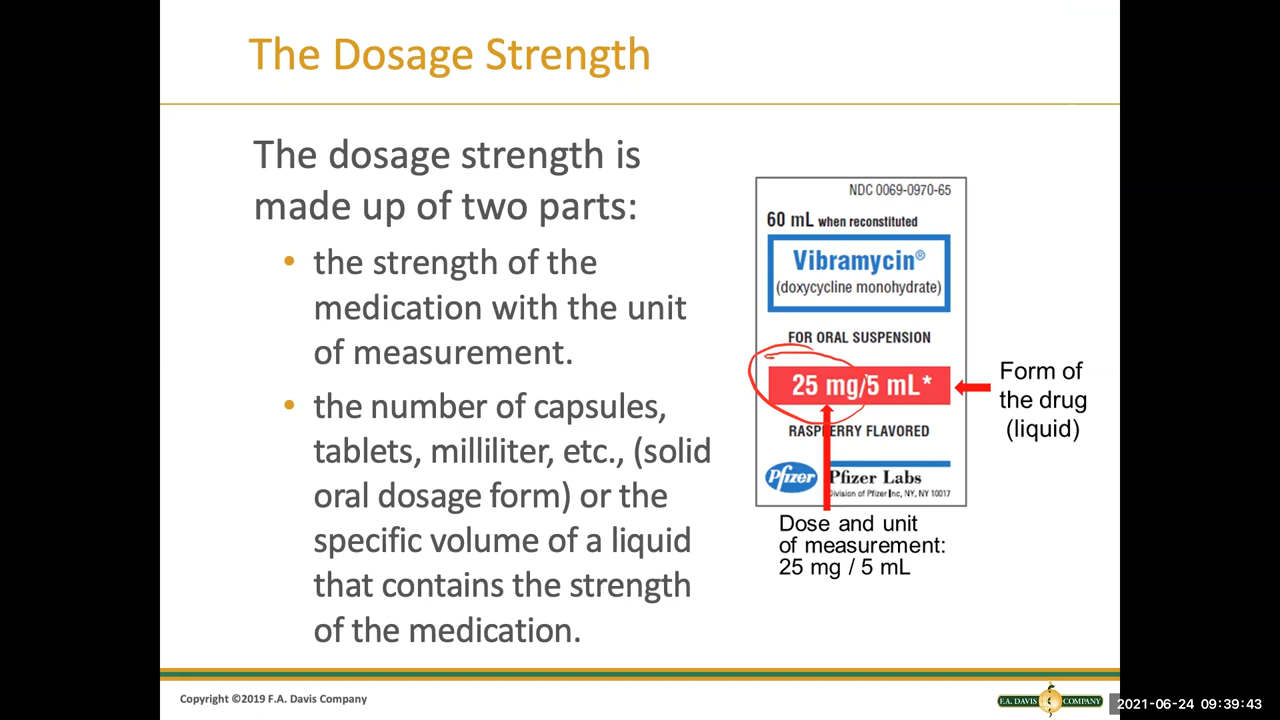 The Dosage Strength
The dosage strength is
made up of two parts:
• the strength of the
medication with the unit
of measurement.
• the number of capsules,
tablets, milliliter, etc., (solid
oral dosage form) or the
specific volume of a liquid
that contains the strength
of the medication.
NDC 0069-0970-65
60 mL when reconstituted
Vibramycin®
(doxycycline monohydrate)
FOR ORAL SUSPENSION
25 mg/5 mL*
RASPBERRY FLAVORED
Pfizer Pfizer Labs
Division of Pfizer Inc, NY, NY 10017
Form of
the drug
(liquid)
Dose and unit
of measurement:
25 mg / 5 mL
Copyright ©2019 F.A. Davis Company
F.A. DAVIS COMPANY
2021-06-24 09:39:43